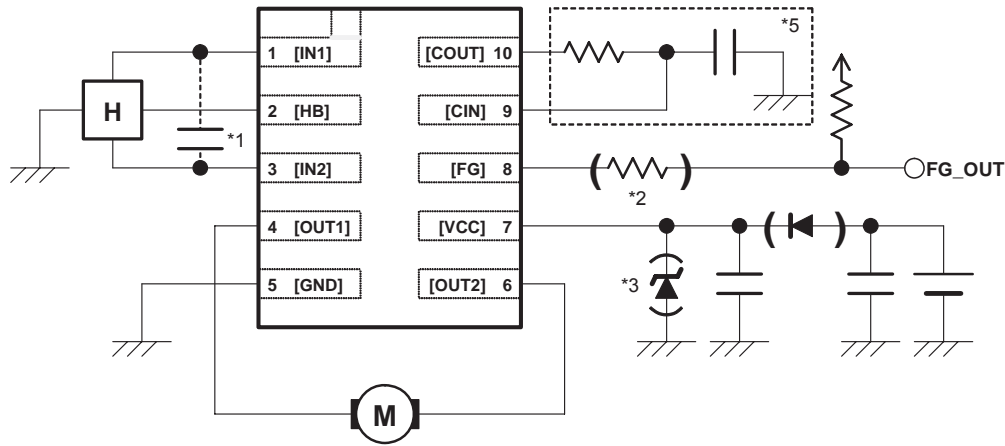 1 [IN1]
[COUT] 10
*5
H
2 [HB]
[CIN] 9
*1
3 [IN2]
[FG] 8
*2
FG_OUT
4 [OUT1]
[VCC] 7
*3
5 [GND]
[OUT2] 6
M